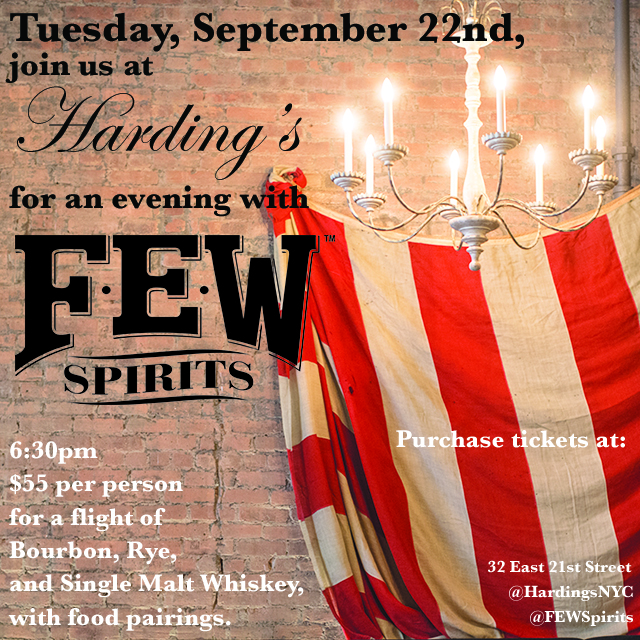 Tuesday, September 22nd,
join us at
Harding's
for an evening with
F·E·W™
SPIRITS
6:30pm
$55 per person
for a flight of
Bourbon, Rye,
and Single Malt Whiskey,
with food pairings.
Purchase tickets at:
32 East 21st Street
@HardingsNYC
@FEWSpirits